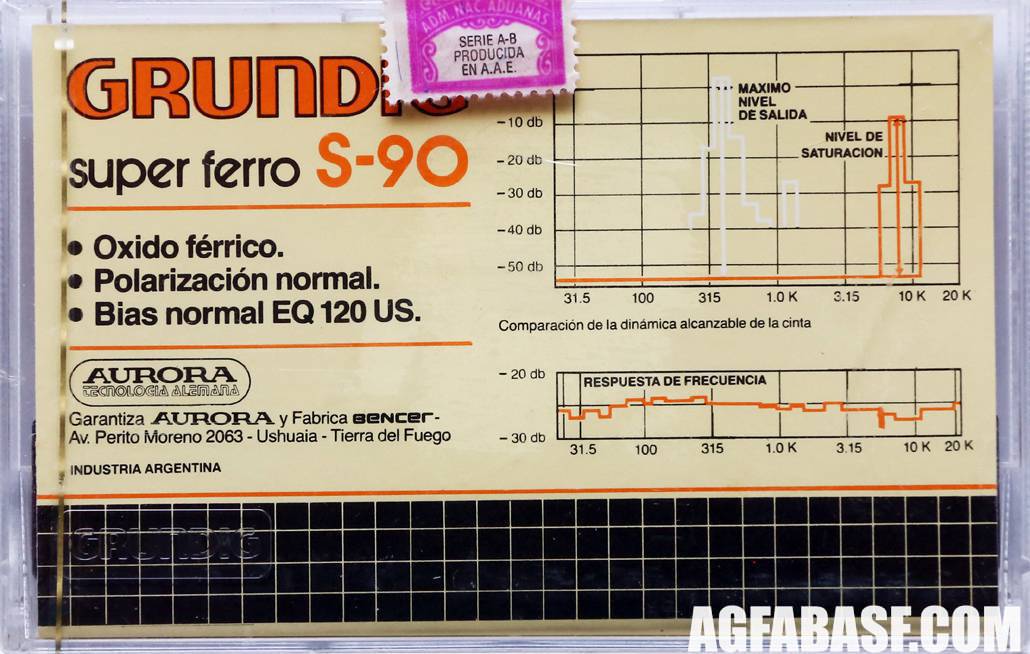 ADM. NAC. ADUANAS
SERIE A-B
PRODUCIDA
EN A.A.E.
GRUNDIG
super ferro S-90
• Oxido férrico.
• Polarización normal.
• Bias normal EQ 120 US.
AURORA
TECNOLOGIA ALEMANA
Garantiza AURORA y Fabrica GENCER-
Av. Perito Moreno 2063 - Ushuaia - Tierra del Fuego
INDUSTRIA ARGENTINA
MAXIMO
NIVEL
DE SALIDA
NIVEL DE
SATURACION
-10 db
-20 db
-30 db
-40 db
-50 db
31.5 100 315 1.0 K 3.15 10 K 20 K
Comparación de la dinámica alcanzable de la cinta
-20 db
RESPUESTA DE FRECUENCIA
-30 db
31.5 100 315 1.0 K 3.15 10 K 20 K
GRUNDIG
AGFABASE.COM